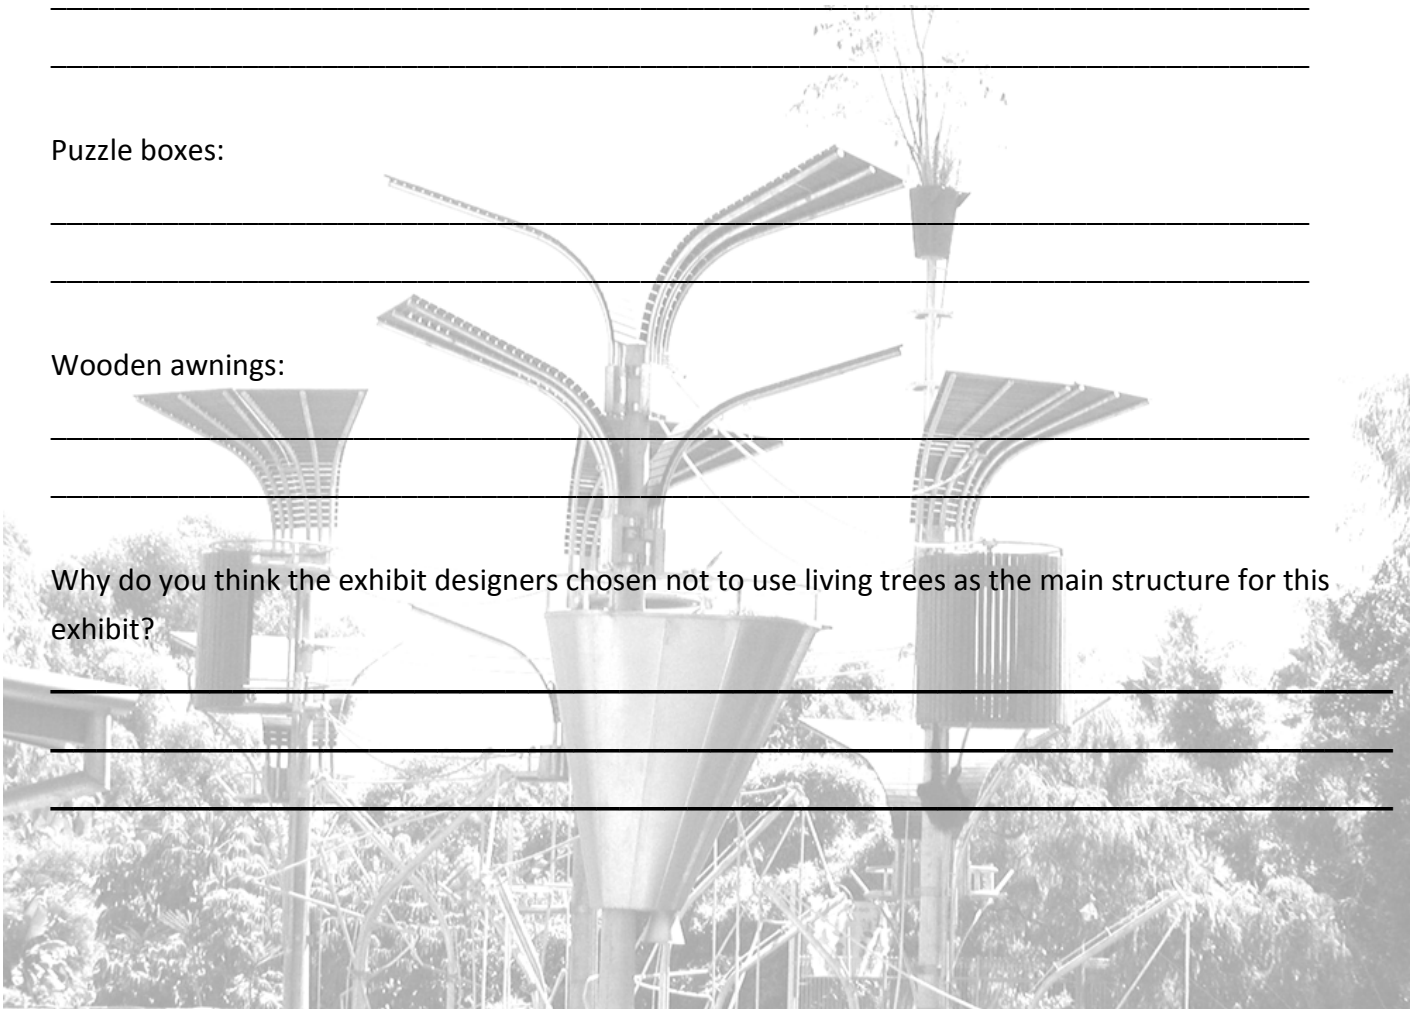 Puzzle boxes:
Wooden awnings:
Why do you think the exhibit designers chosen not to use living trees as the main structure for this
exhibit?